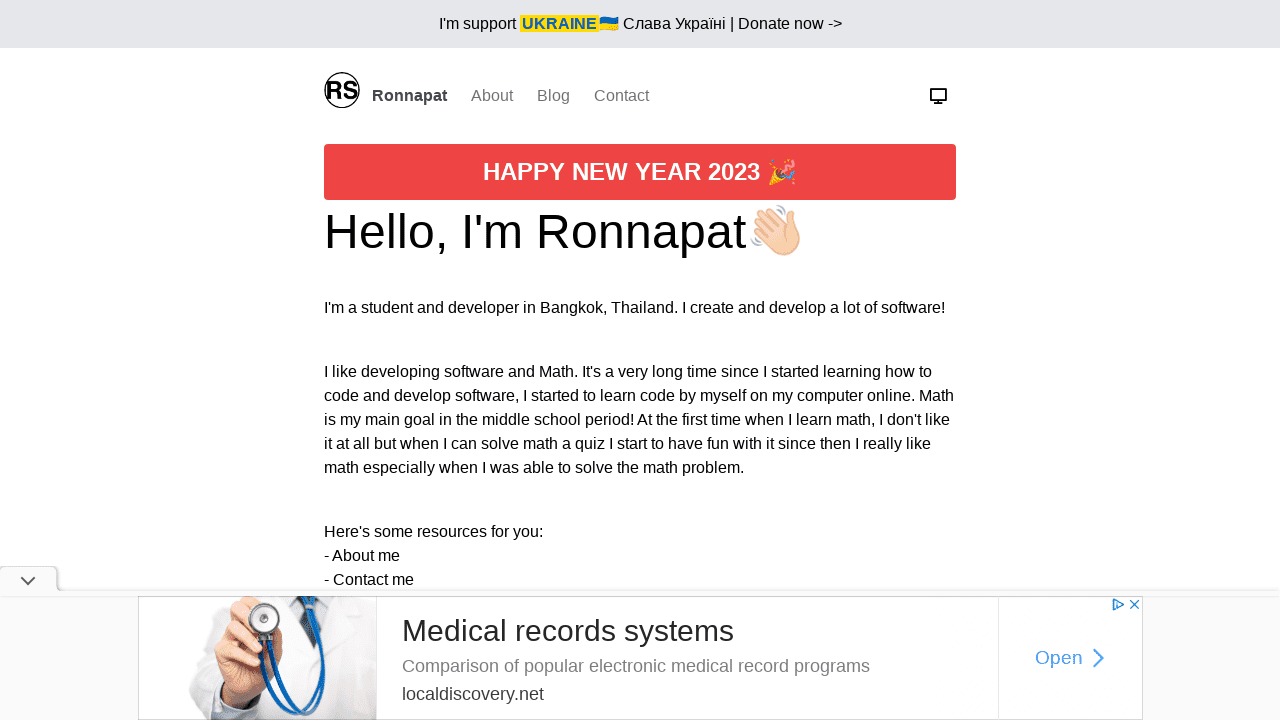 I'm support UKRAINE🇺🇦 Слава Україні | Donate now ->
RS Ronnapat About Blog Contact
HAPPY NEW YEAR 2023 🎉
Hello, I'm Ronnapat👋🏻
I'm a student and developer in Bangkok, Thailand. I create and develop a lot of software!
I like developing software and Math. It's a very long time since I started learning how to
code and develop software, I started to learn code by myself on my computer online. Math
is my main goal in the middle school period! At the first time when I learn math, I don't like
it at all but when I can solve math a quiz I start to have fun with it since then I really like
math especially when I was able to solve the math problem.
Here's some resources for you:
- About me
- Contact me
Medical records systems
Comparison of popular electronic medical record programs
localdiscovery.net
Open